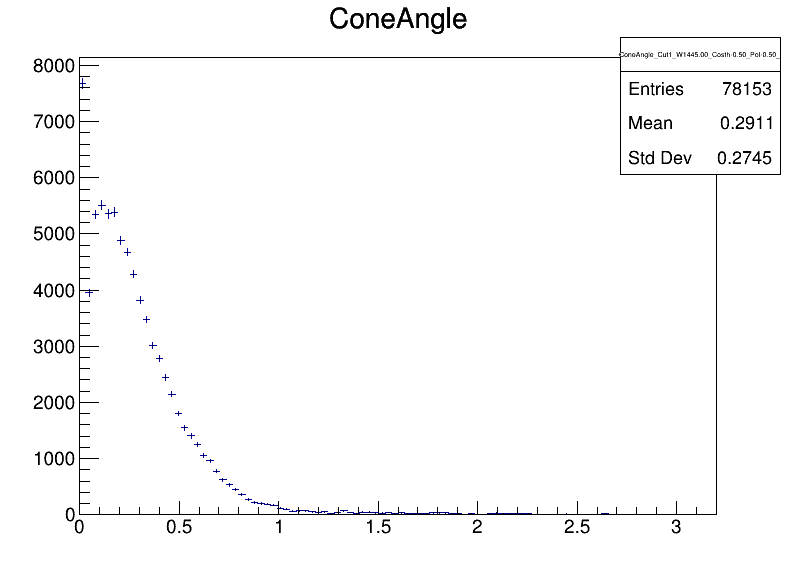 ConeAngle
ConeAngle_Cut1_W1445.00_Costh-0.50_Pol-0.50_
Entries 78153
Mean 0.2911
Std Dev 0.2745
8000
7000
6000
5000
4000
3000
2000
1000
0
0 0.5 1 1.5 2 2.5 3